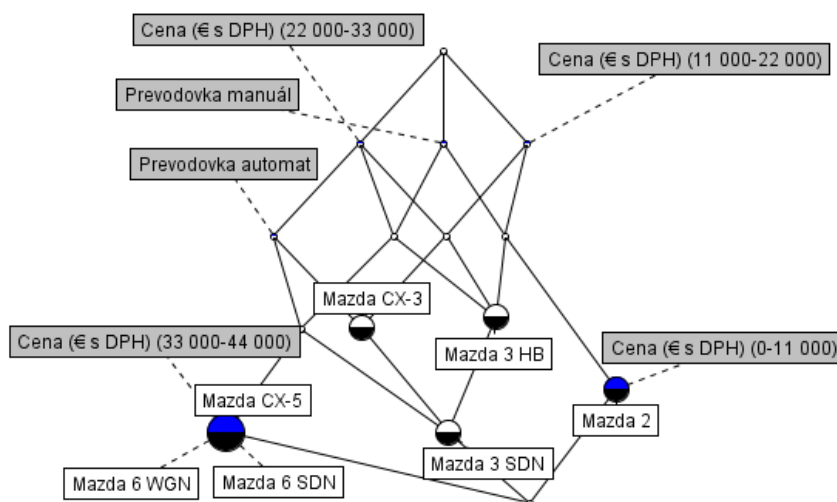 Cena (€ s DPH) (22 000-33 000)
Cena (€ s DPH) (11 000-22 000)
Prevodovka manuál
Prevodovka automat
Mazda CX-3
Cena (€ s DPH) (33 000-44 000)
Mazda 3 HB
Cena (€ s DPH) (0-11 000)
Mazda CX-5
Mazda 2
Mazda 6 WGN
Mazda 6 SDN
Mazda 3 SDN